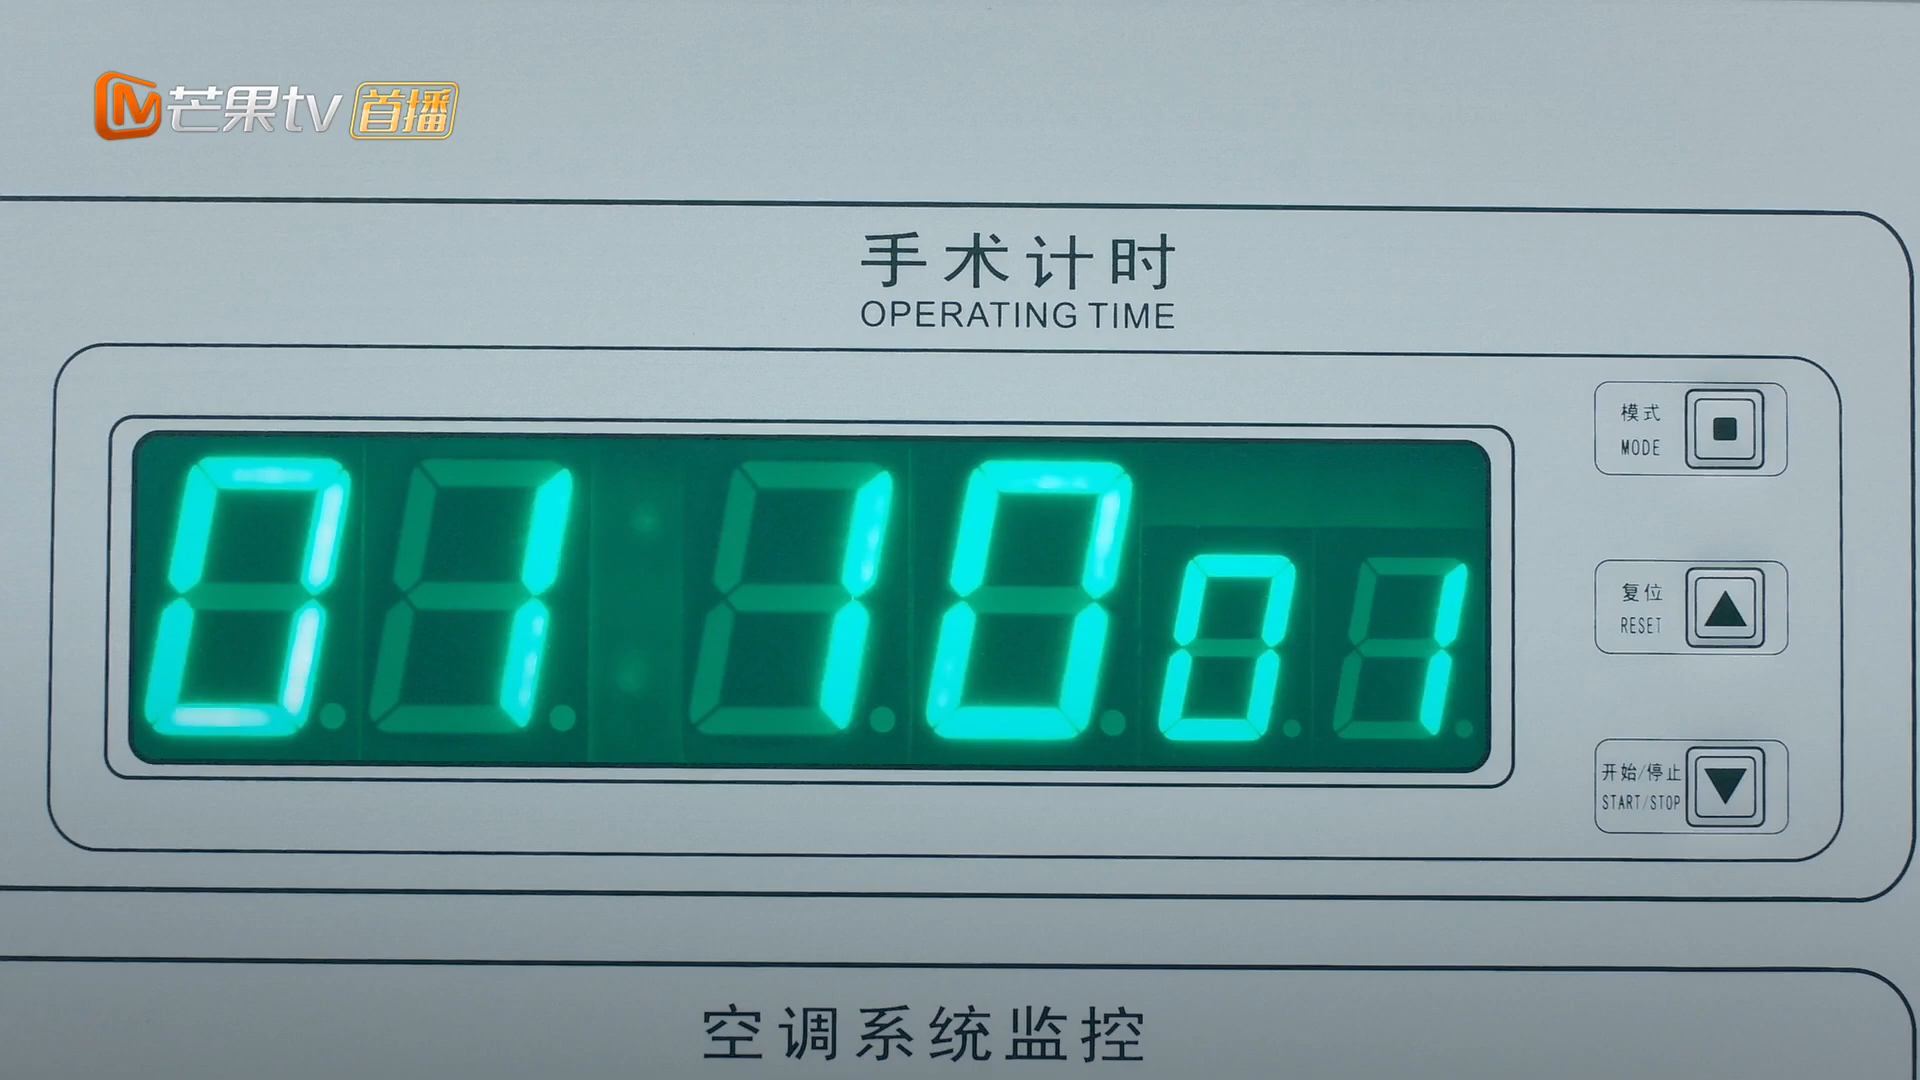 芒果tv 首播
手术计时
OPERATING TIME
模式
MODE
01 10 01
复位
RESET
开始/停止
START/STOP
空调系统监控